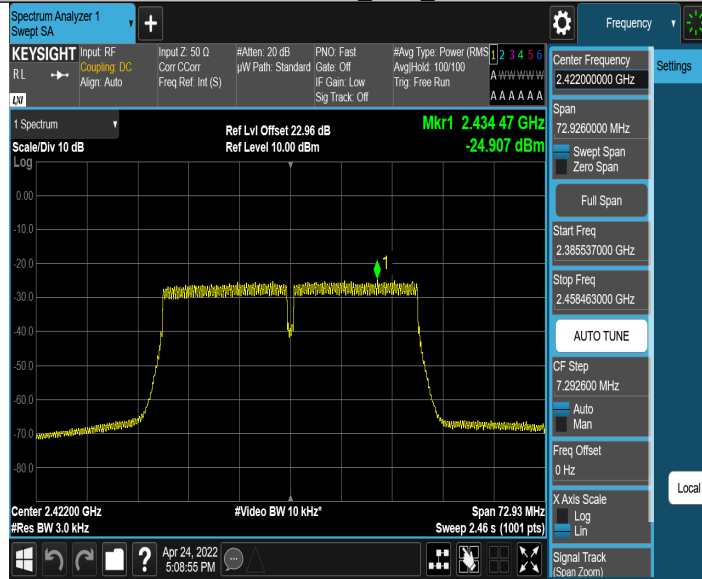 Spectrum Analyzer 1
Swept SA
Frequency
KEYSIGHT
R L
LXI
Input: RF
Coupling: DC
Align: Auto
Input Z: 50 Ω
Corr CCorr
Freq Ref: Int (S)
#Atten: 20 dB
µW Path: Standard
PNO: Fast
Gate: Off
IF Gain: Low
Sig Track: Off
#Avg Type: Power (RMS
Avg|Hold: 100/100
Trig: Free Run
1 2 3 4 5 6
A W W W W W
A A A A A A
Center Frequency
2.422000000 GHz
Settings
Span
72.9260000 MHz
Swept Span
Zero Span
Full Span
Start Freq
2.385537000 GHz
Stop Freq
2.458463000 GHz
AUTO TUNE
CF Step
7.292600 MHz
Auto
Man
Freq Offset
0 Hz
X Axis Scale
Log
Lin
Local
Signal Track
(Span Zoom)
1 Spectrum
Scale/Div 10 dB
Log
Ref Lvl Offset 22.96 dB
Ref Level 10.00 dBm
Mkr1 2.434 47 GHz
-24.907 dBm
0.00
-10.0
-20.0
-30.0
-40.0
-50.0
-60.0
-70.0
-80.0
1
Center 2.42200 GHz
#Res BW 3.0 kHz
#Video BW 10 kHz*
Span 72.93 MHz
Sweep 2.46 s (1001 pts)
?
Apr 24, 2022
5:08:55 PM